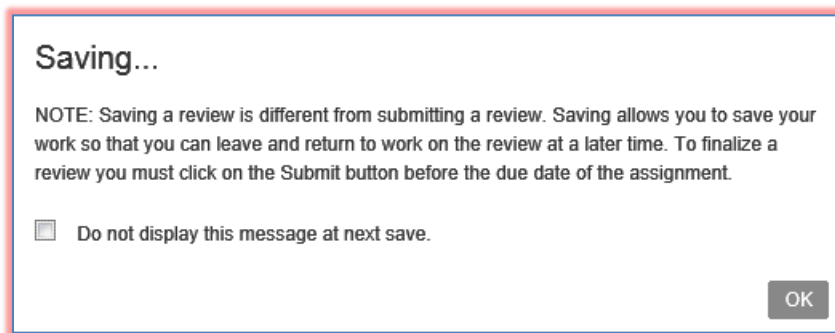 Saving...
NOTE: Saving a review is different from submitting a review. Saving allows you to save your
work so that you can leave and return to work on the review at a later time. To finalize a
review you must click on the Submit button before the due date of the assignment.
Do not display this message at next save.
OK